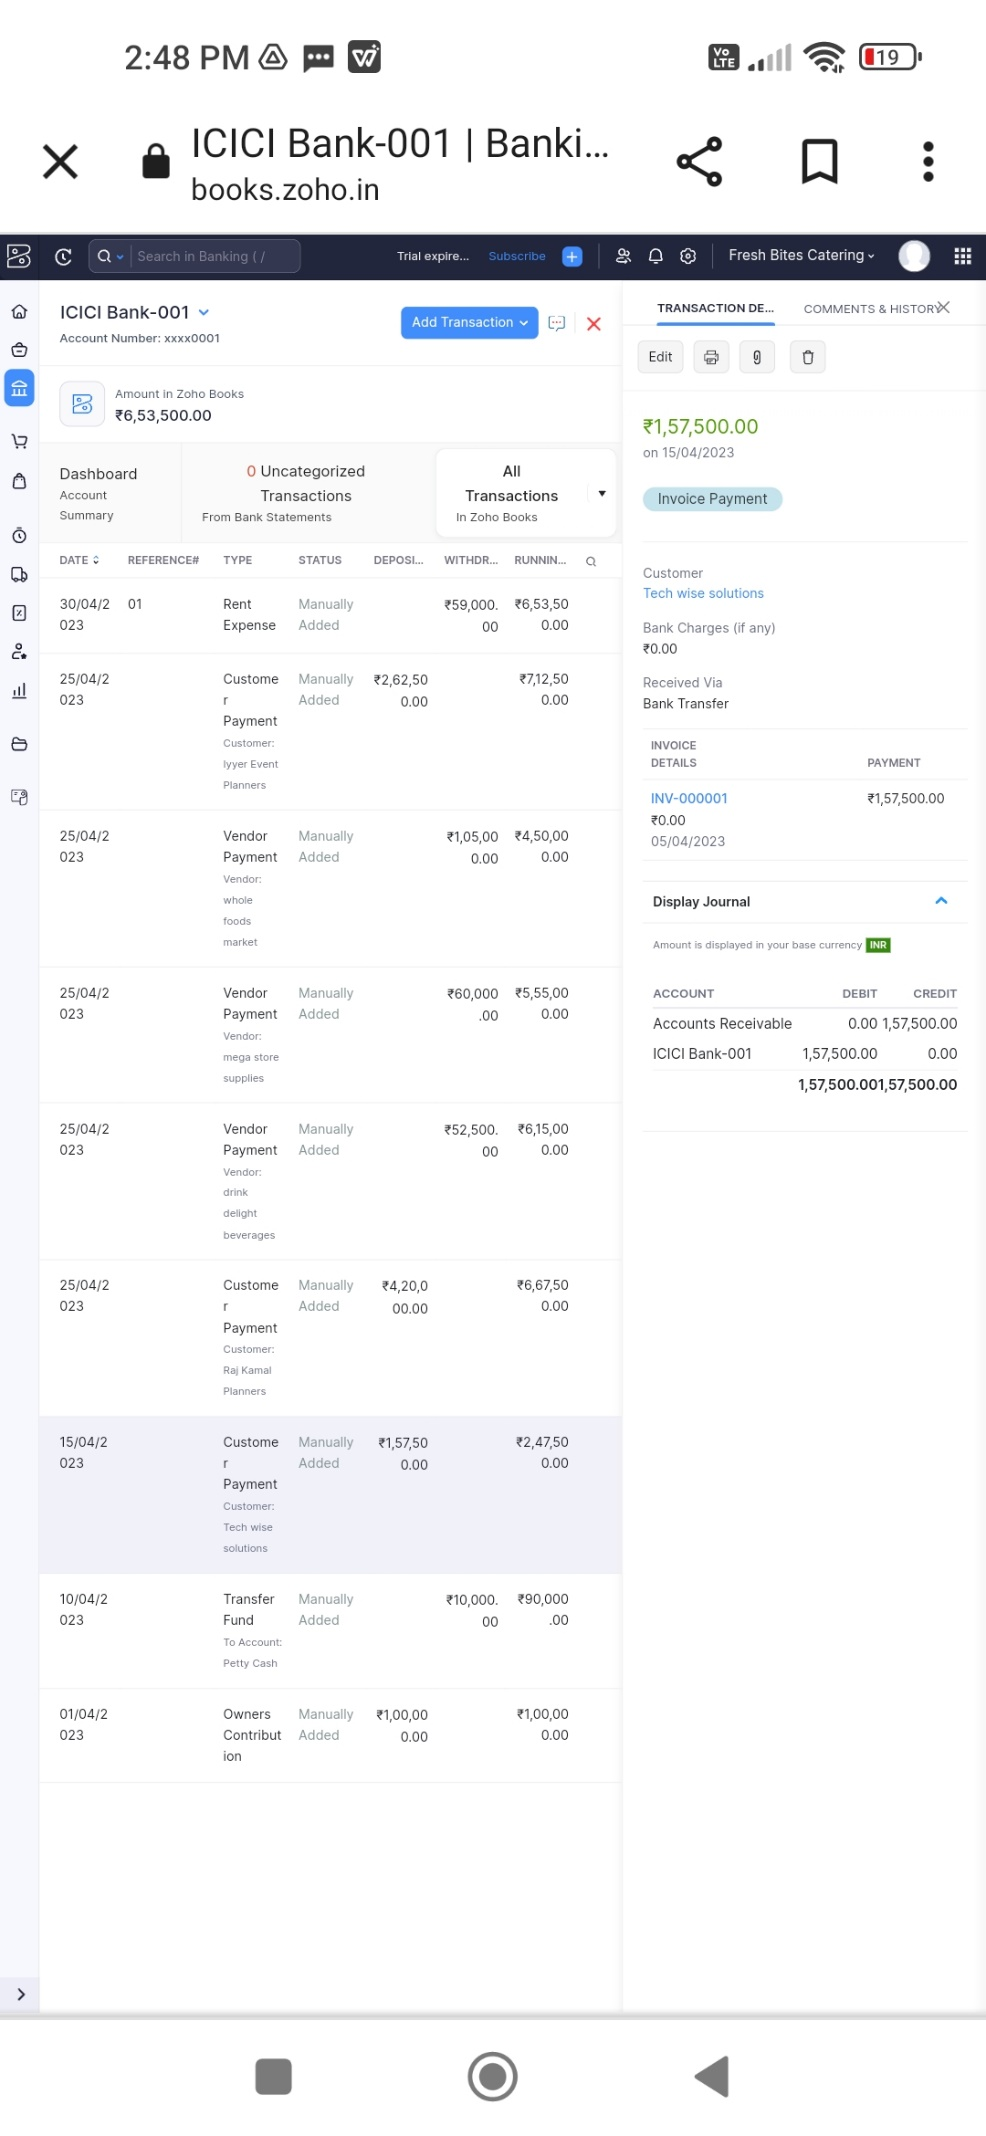 2:48 PM
Vo
LTE
19
ICICI Bank-001 | Banki...
books.zoho.in
Search in Banking ( /
Trial expire...
Subscribe
Fresh Bites Catering
ICICI Bank-001
Account Number: xxxx0001
Add Transaction
Amount in Zoho Books
₹6,53,500.00
Dashboard
Account
Summary
0 Uncategorized
Transactions
From Bank Statements
All
Transactions
In Zoho Books
DATE REFERENCE# TYPE STATUS DEPOSI... WITHDR... RUNNIN...
30/04/2 01 Rent Manually ₹59,000. ₹6,53,50
023 Expense Added 00 0.00
25/04/2 Custome Manually ₹2,62,50 ₹7,12,50
023 r Added 0.00 0.00
Payment
Customer:
Iyyer Event
Planners
25/04/2 Vendor Manually ₹1,05,00 ₹4,50,00
023 Payment Added 0.00 0.00
Vendor:
whole
foods
market
25/04/2 Vendor Manually ₹60,000 ₹5,55,00
023 Payment Added .00 0.00
Vendor:
mega store
supplies
25/04/2 Vendor Manually ₹52,500. ₹6,15,00
023 Payment Added 00 0.00
Vendor:
drink
delight
beverages
25/04/2 Custome Manually ₹4,20,0 ₹6,67,50
023 r Added 00.00 0.00
Payment
Customer:
Raj Kamal
Planners
15/04/2 Custome Manually ₹1,57,50 ₹2,47,50
023 r Added 0.00 0.00
Payment
Customer:
Tech wise
solutions
10/04/2 Transfer Manually ₹10,000. ₹90,000
023 Fund Added 00 .00
To Account:
Petty Cash
01/04/2 Owners Manually ₹1,00,00 ₹1,00,00
023 Contribut Added 0.00 0.00
ion
TRANSACTION DE...
COMMENTS & HISTORY
Edit
₹1,57,500.00
on 15/04/2023
Invoice Payment
Customer
Tech wise solutions
Bank Charges (if any)
₹0.00
Received Via
Bank Transfer
INVOICE
DETAILS PAYMENT
INV-000001 ₹1,57,500.00
₹0.00
05/04/2023
Display Journal
Amount is displayed in your base currency INR
ACCOUNT DEBIT CREDIT
Accounts Receivable 0.00 1,57,500.00
ICICI Bank-001 1,57,500.00 0.00
1,57,500.00 1,57,500.00